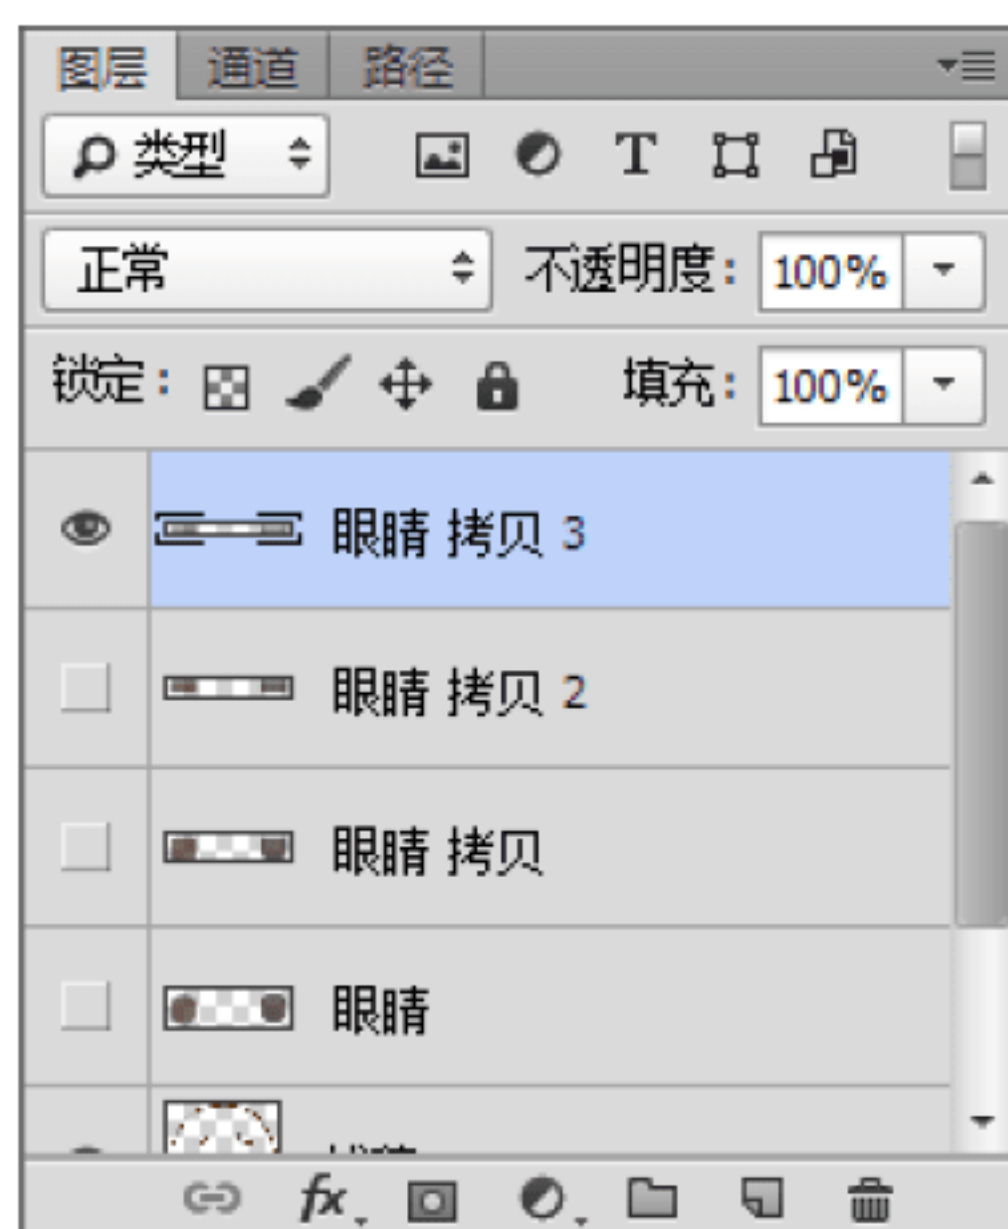 图层 通道 路径
类型 T
正常 不透明度: 100%
锁定: 填充: 100%
眼睛 拷贝 3
眼睛 拷贝 2
眼睛 拷贝
眼睛
fx